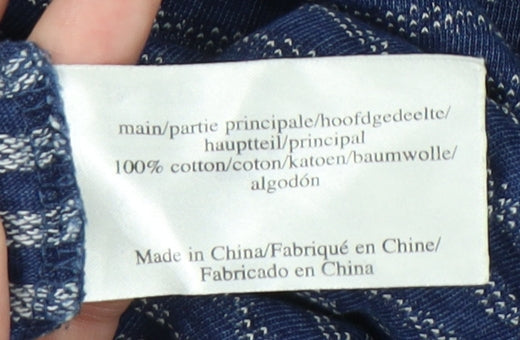 main/partie principale/hoofdgedeelte/
hauptteil/principal
100% cotton/coton/katoen/baumwolle/
algodón
Made in China/Fabriqué en Chine/
Fabricado en China